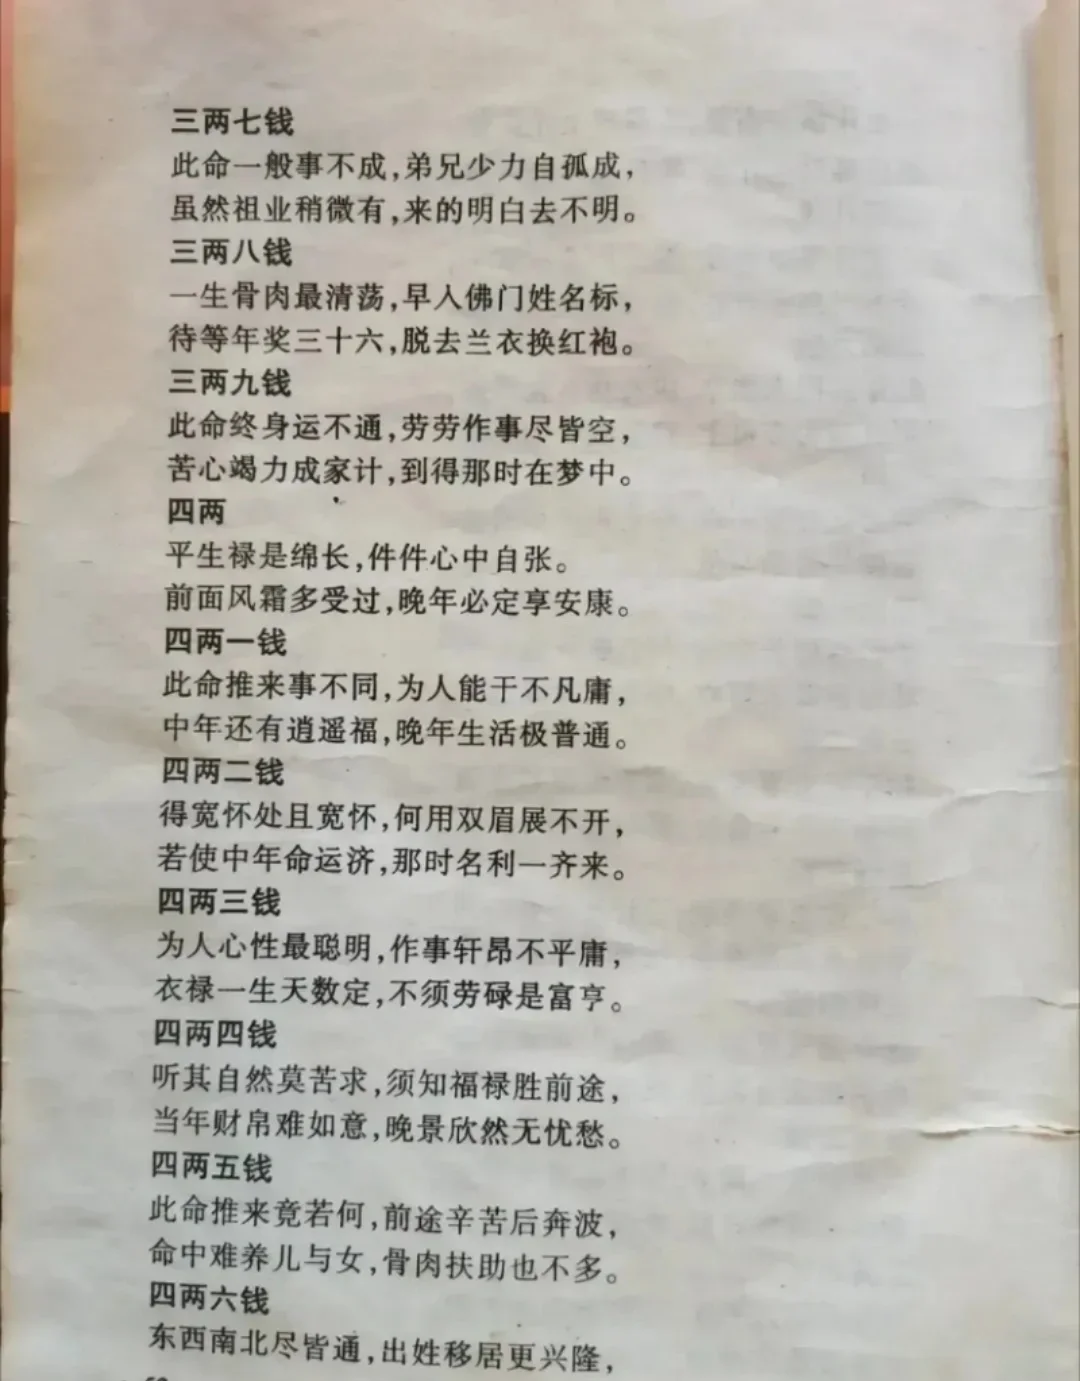 三两七钱
此命一般事不成,弟兄少力自孤成,
虽然祖业稍微有,来的明白去不明。
三两八钱
一生骨肉最清荡,早人佛门姓名标,
待等年奖三十六,脱去兰衣换红袍。
三两九钱
此命终身运不通,劳劳作事尽皆空,
苦心竭力成家计,到得那时在梦中。
四两
平生禄是绵长,件件心中自张。
前面风霜多受过,晚年必定享安康。
四两一钱
此命推来事不同,为人能干不凡庸,
中年还有逍遥福,晚年生活极普通。
四两二钱
得宽怀处且宽怀,何用双眉展不开,
若使中年命运济,那时名利一齐来。
四两三钱
为人心性最聪明,作事轩昂不平庸,
衣禄一生天数定,不须劳碌是富亨。
四两四钱
听其自然莫苦求,须知福禄胜前途,
当年财帛难如意,晚景欣然无忧愁。
四两五钱
此命推来竟若何,前途辛苦后奔波,
命中难养儿与女,骨肉扶助也不多。
四两六钱
东西南北尽皆通,出姓移居更兴隆,